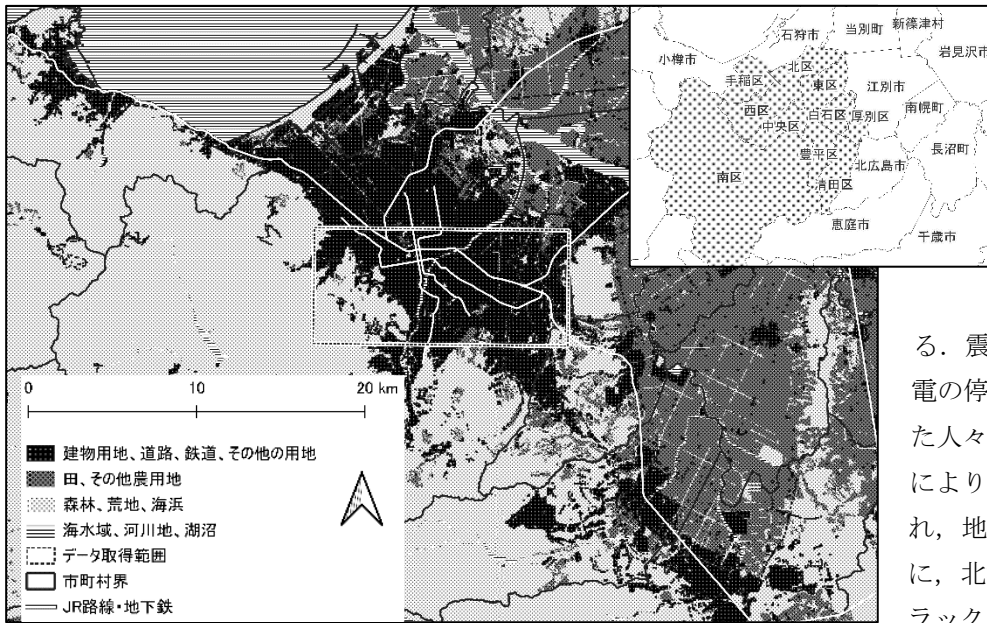 石狩市
当別町
新篠津村
小樽市
岩見沢市
手稲区
北区
東区
江別市
西区
中央区
白石区
厚別区
南幌町
豊平区
北広島市
長沼町
南区
清田区
恵庭市
千歳市
0 10 20 km
建物用地、道路、鉄道、その他の用地
田、その他農用地
森林、荒地、海浜
海水域、河川地、湖沼
データ取得範囲
市町村界
JR路線・地下鉄
る．震
電の停
た人々
により
れ，地
に，北
ラック